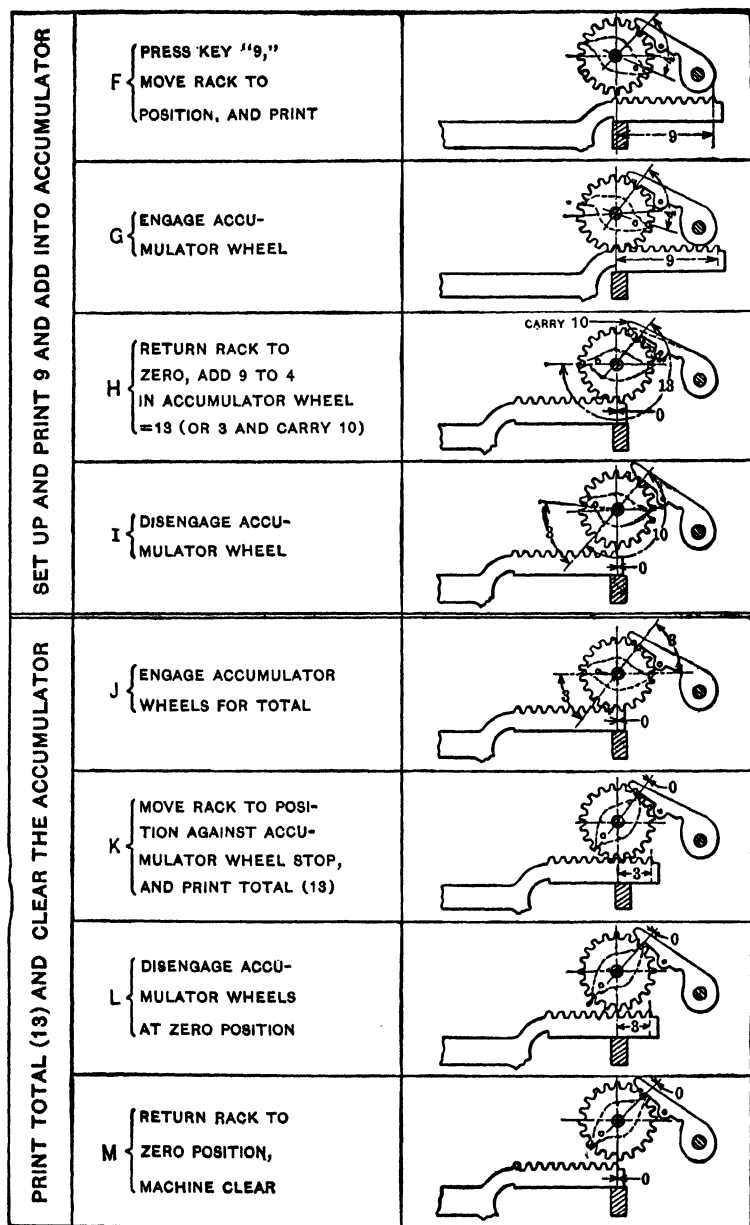 SET UP AND PRINT 9 AND ADD INTO ACCUMULATOR
F
PRESS KEY "9,"
MOVE RACK TO
POSITION, AND PRINT
4
9
G
ENGAGE ACCU-
MULATOR WHEEL
4
9
H
RETURN RACK TO
ZERO, ADD 9 TO 4
IN ACCUMULATOR WHEEL
=13 (OR 3 AND CARRY 10)
CARRY 10
13
0
I
DISENGAGE ACCU-
MULATOR WHEEL
3
10
0
PRINT TOTAL (13) AND CLEAR THE ACCUMULATOR
J
ENGAGE ACCUMULATOR
WHEELS FOR TOTAL
3
3
0
K
MOVE RACK TO POSI-
TION AGAINST ACCU-
MULATOR WHEEL STOP,
AND PRINT TOTAL (13)
0
3
L
DISENGAGE ACCU-
MULATOR WHEELS
AT ZERO POSITION
0
3
M
RETURN RACK TO
ZERO POSITION,
MACHINE CLEAR
0
0